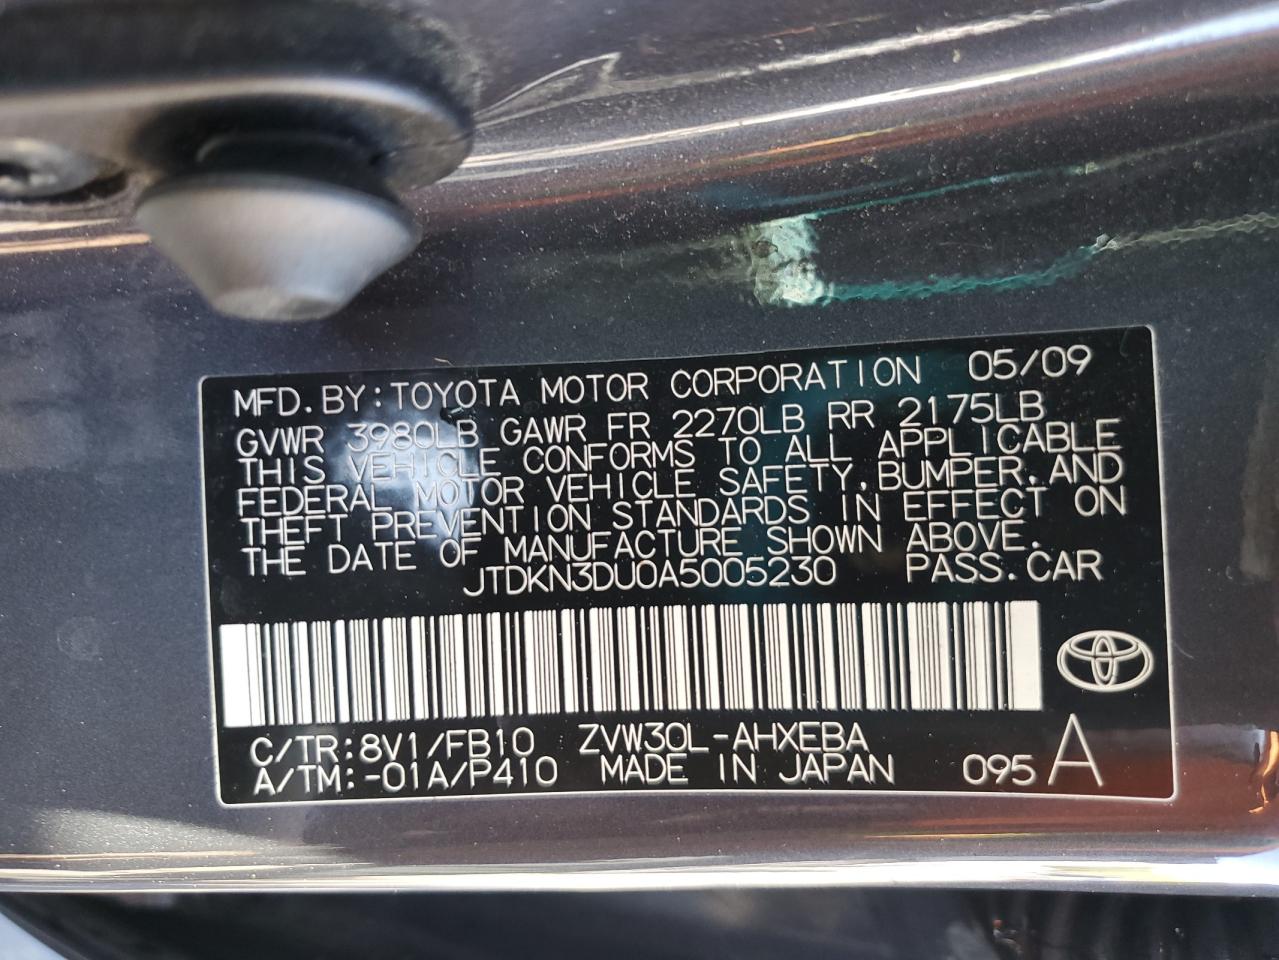 MFD. BY: TOYOTA MOTOR CORPORATION 05/09
GVWR 3980LB GAWR FR 2270LB RR 2175LB
THIS VEHICLE CONFORMS TO ALL APPLICABLE
FEDERAL MOTOR VEHICLE SAFETY, BUMPER, AND
THEFT PREVENTION STANDARDS IN EFFECT ON
THE DATE OF MANUFACTURE SHOWN ABOVE.
JTDKN3DU0A5005230 PASS. CAR
C/TR:8V1/FB10 ZVW30L-AHXEBA
A/TM:-01A/P410 MADE IN JAPAN 095 A